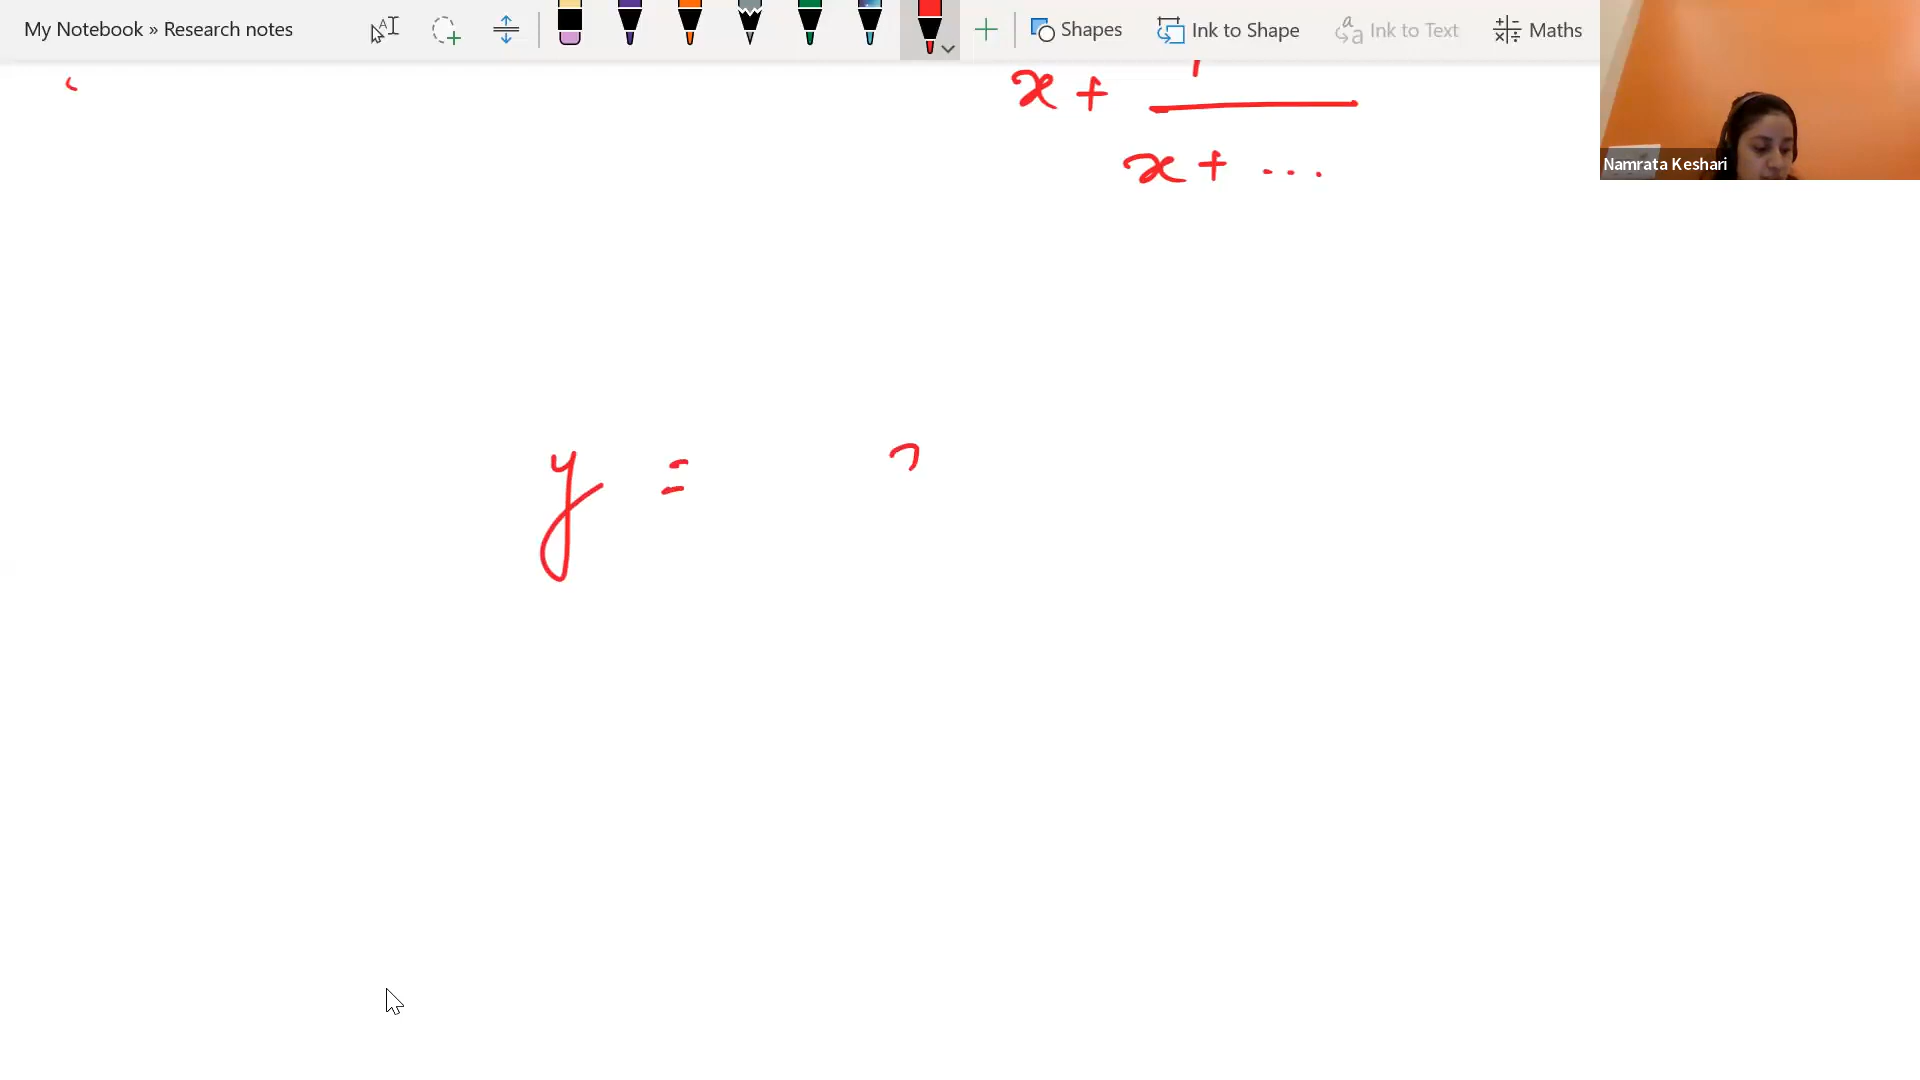 My Notebook » Research notes
Shapes Ink to Shape Ink to Text Maths
Namrata Keshari
x +
x + ...
y =